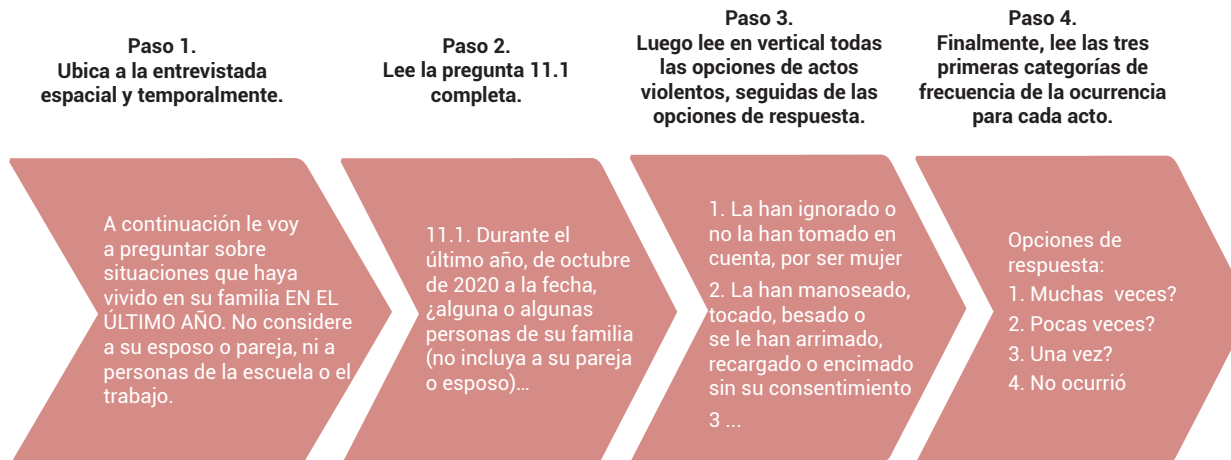 Paso 1.
Ubica a la entrevistada
espacial y temporalmente.
Paso 2.
Lee la pregunta 11.1
completa.
Paso 3.
Luego lee en vertical todas
las opciones de actos
violentos, seguidas de las
opciones de respuesta.
Paso 4.
Finalmente, lee las tres
primeras categorías de
frecuencia de la ocurrencia
para cada acto.
A continuación le voy
a preguntar sobre
situaciones que haya
vivido en su familia EN EL
ÚLTIMO AÑO. No considere
a su esposo o pareja, ni a
personas de la escuela o el
trabajo.
11.1. Durante el
último año, de octubre
de 2020 a la fecha,
¿alguna o algunas
personas de su familia
(no incluya a su pareja
o esposo)…
1. La han ignorado o
no la han tomado en
cuenta, por ser mujer
2. La han manoseado,
tocado, besado o
se le han arrimado,
recargado o encimado
sin su consentimiento
3 ...
Opciones de
respuesta:
1. Muchas veces?
2. Pocas veces?
3. Una vez?
4. No ocurrió